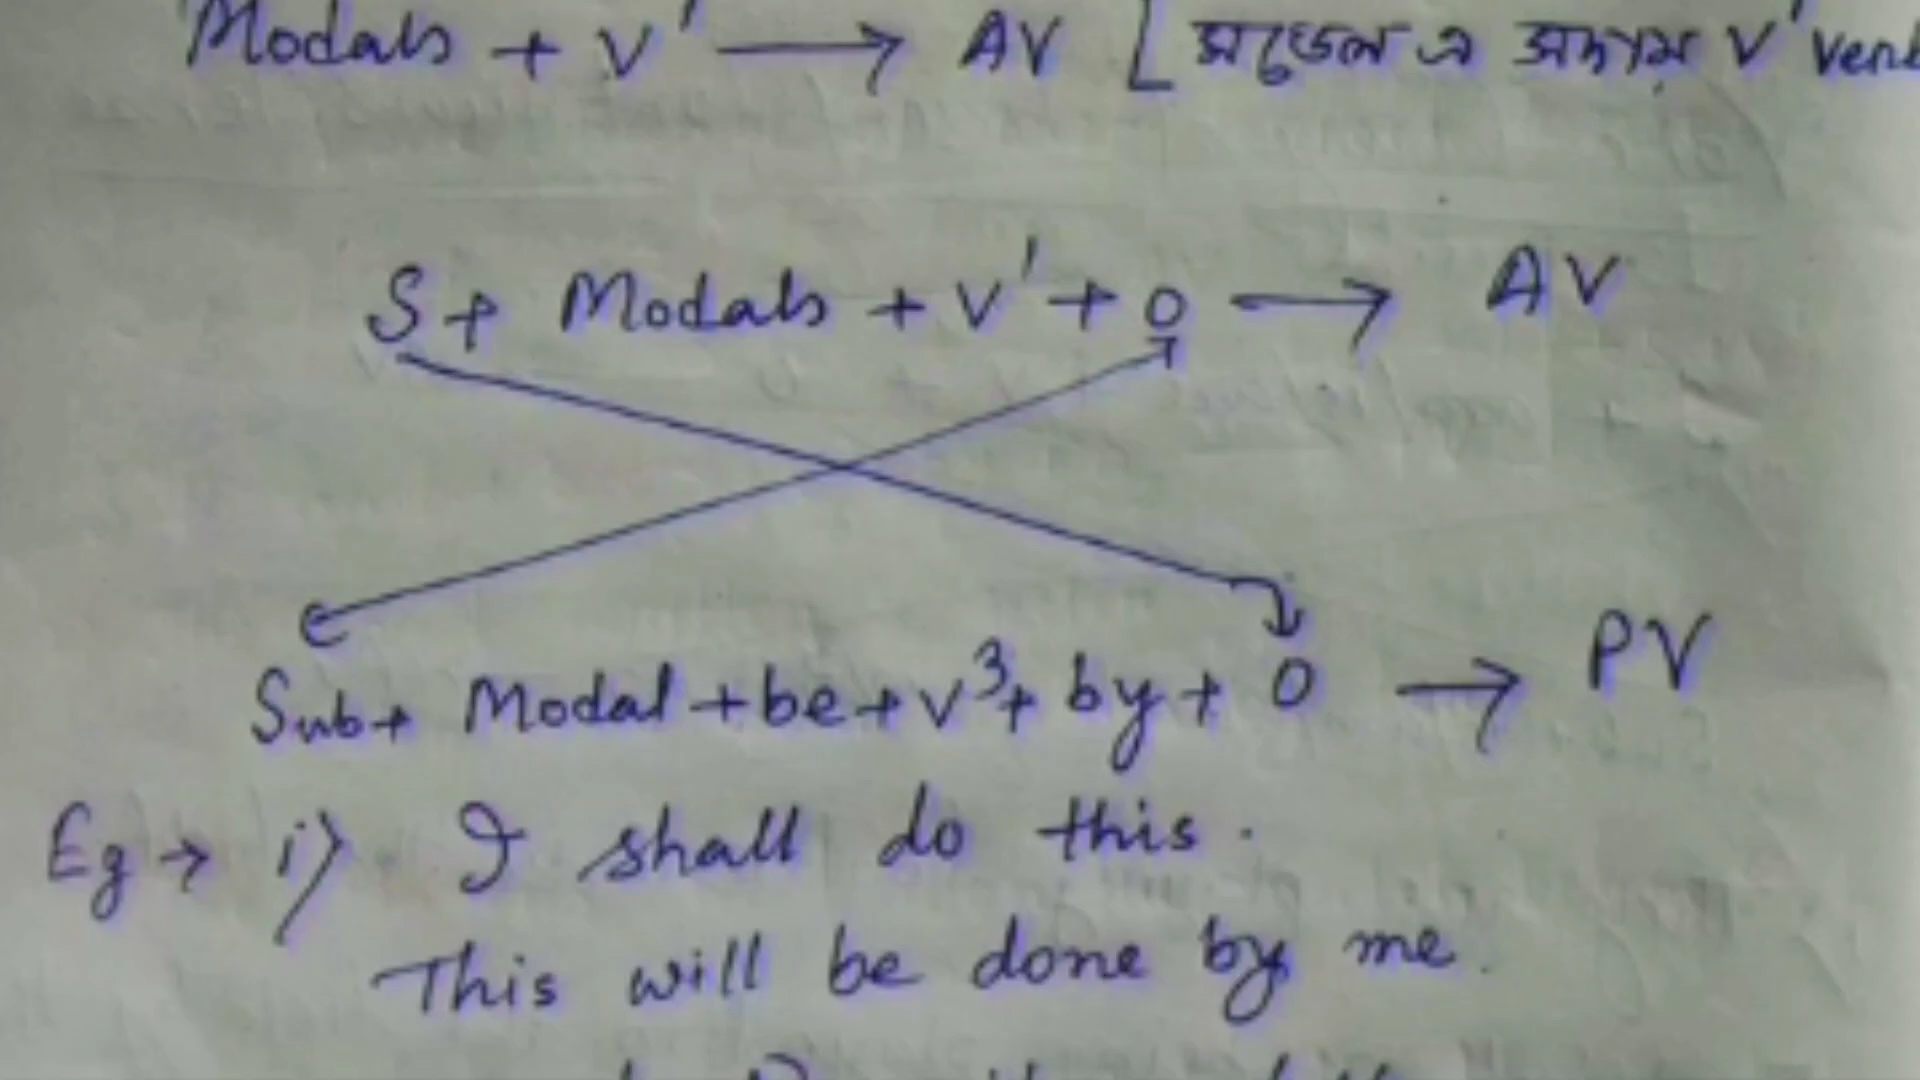 Modals + V¹ → AV [মডেল এ সময় V¹ verb
S + Modals + V¹ + O → AV
Sub + Modal + be + V³ + by + O → PV
Eg → i) I shall do this.
This will be done by me.